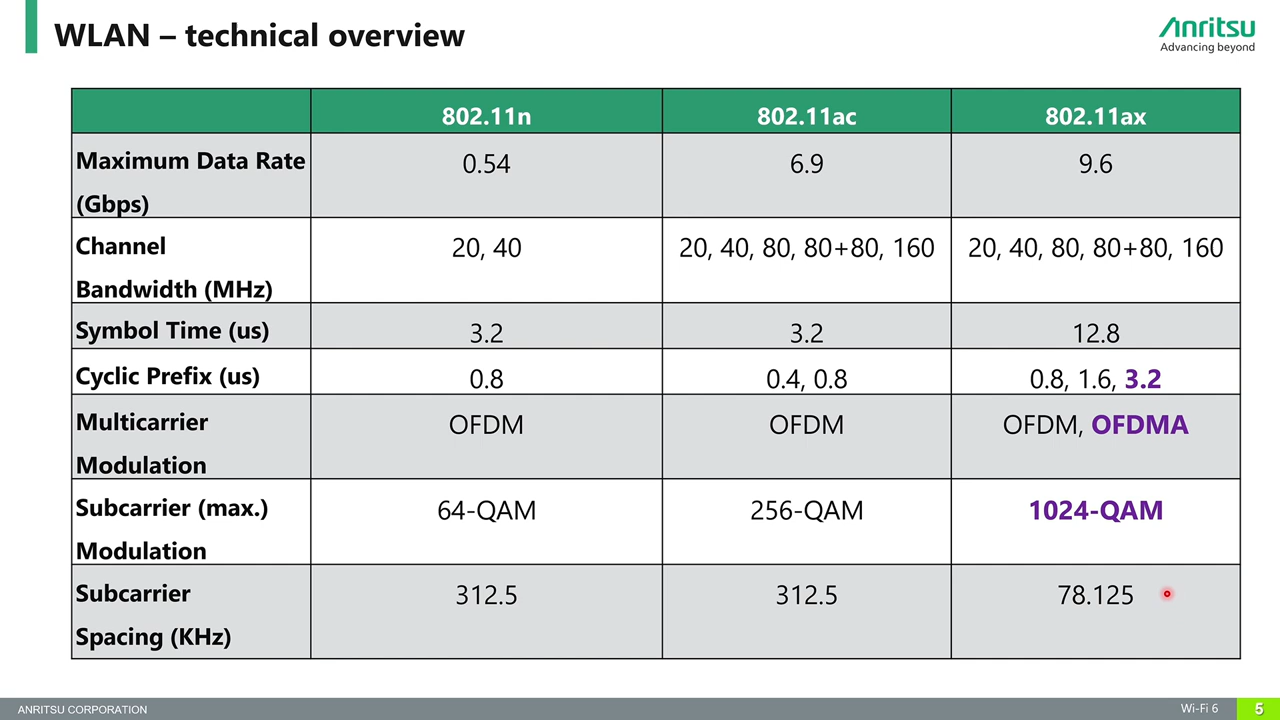 WLAN – technical overview
Anritsu
Advancing beyond
802.11n 802.11ac 802.11ax
Maximum Data Rate
(Gbps)
0.54 6.9 9.6
Channel
Bandwidth (MHz)
20, 40 20, 40, 80, 80+80, 160 20, 40, 80, 80+80, 160
Symbol Time (us) 3.2 3.2 12.8
Cyclic Prefix (us) 0.8 0.4, 0.8 0.8, 1.6, 3.2
Multicarrier
Modulation
OFDM OFDM OFDM, OFDMA
Subcarrier (max.)
Modulation
64-QAM 256-QAM 1024-QAM
Subcarrier
Spacing (KHz)
312.5 312.5 78.125
ANRITSU CORPORATION
Wi-Fi 6 5